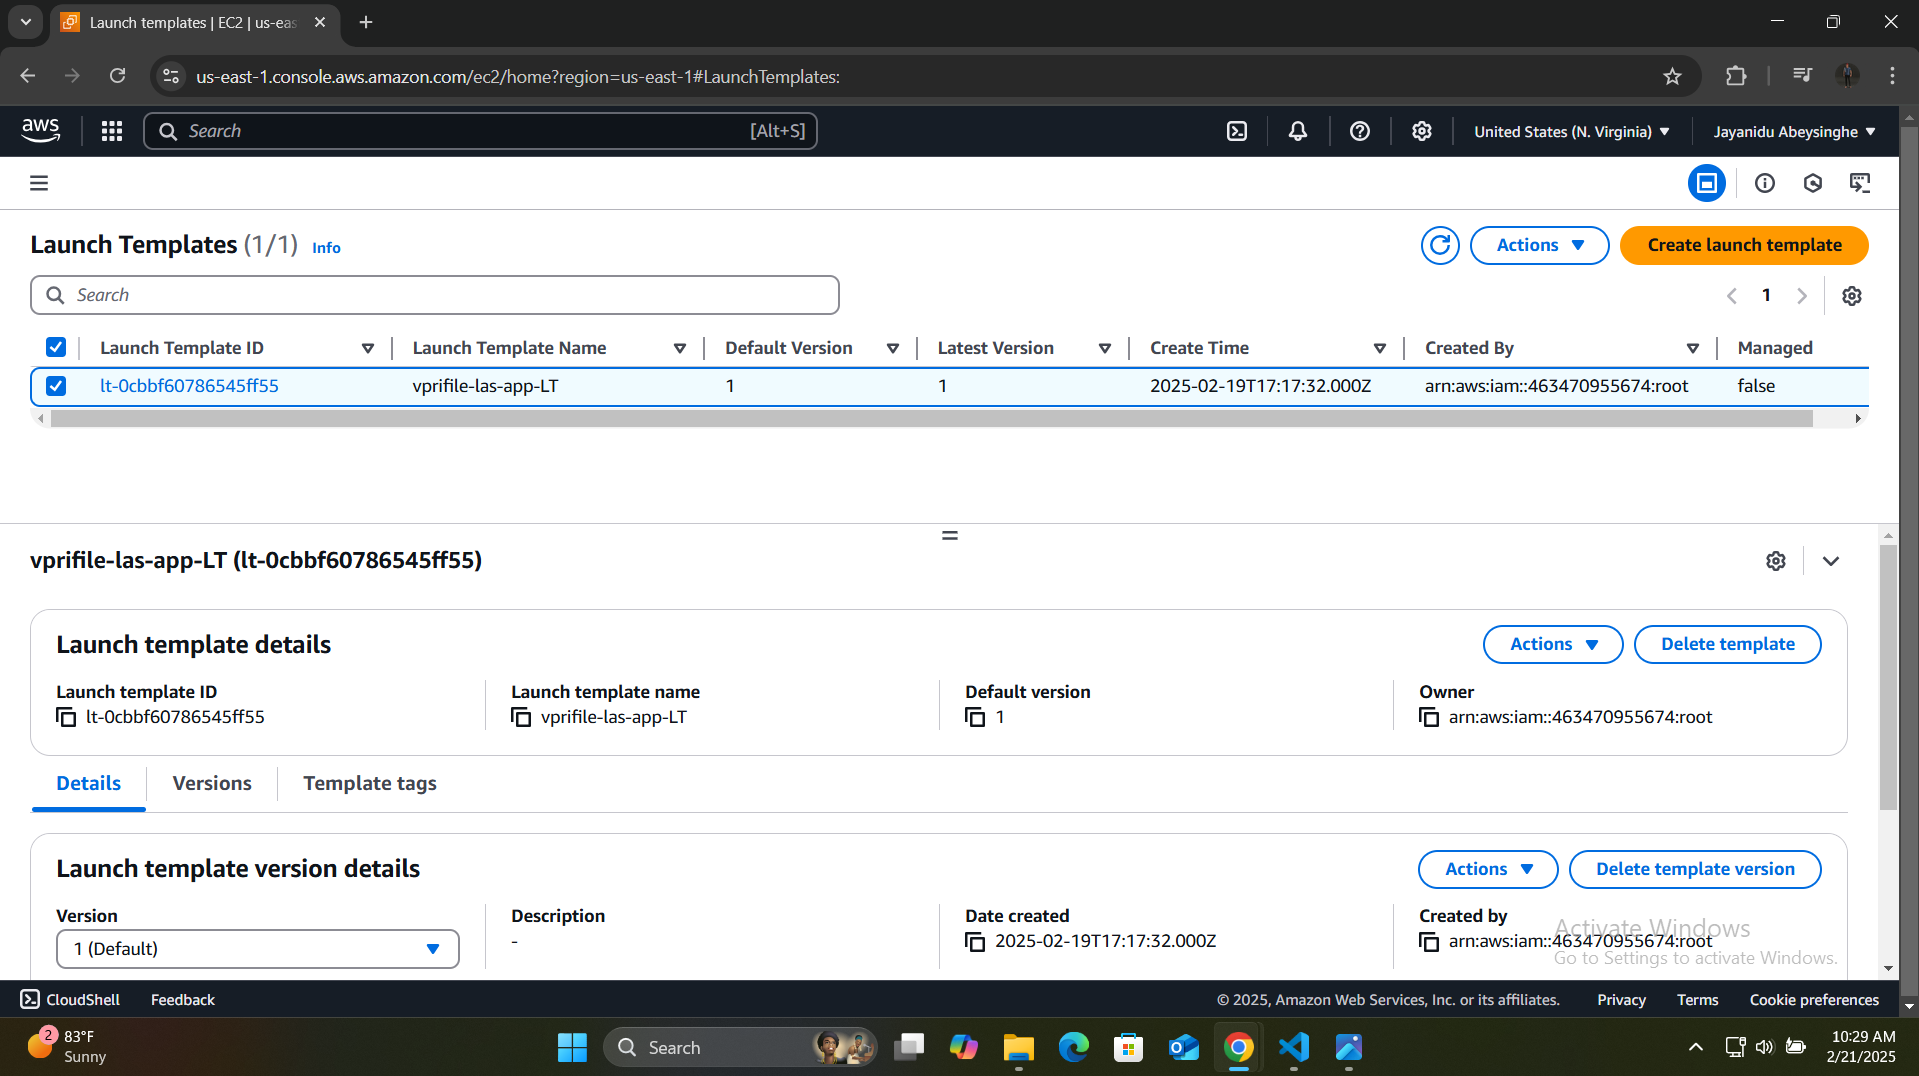 Launch templates | EC2 | us-eas
us-east-1.console.aws.amazon.com/ec2/home?region=us-east-1#LaunchTemplates:
aws
Search [Alt+S]
United States (N. Virginia)
Jayanidu Abeysinghe
Launch Templates (1/1) Info
Actions
Create launch template
Search
1
Launch Template ID Launch Template Name Default Version Latest Version Create Time Created By Managed
lt-0cbbf60786545ff55 vprifile-las-app-LT 1 1 2025-02-19T17:17:32.000Z arn:aws:iam::463470955674:root false
vprifile-las-app-LT (lt-0cbbf60786545ff55)
Launch template details
Actions
Delete template
Launch template ID Launch template name Default version Owner
lt-0cbbf60786545ff55 vprifile-las-app-LT 1 arn:aws:iam::463470955674:root
Details Versions Template tags
Launch template version details
Actions
Delete template version
Version Description Date created Created by
1 (Default) - 2025-02-19T17:17:32.000Z arn:aws:iam::463470955674:root
Activate Windows
Go to Settings to activate Windows.
CloudShell Feedback © 2025, Amazon Web Services, Inc. or its affiliates. Privacy Terms Cookie preferences
2
83°F
Sunny
Search
10:29 AM
2/21/2025